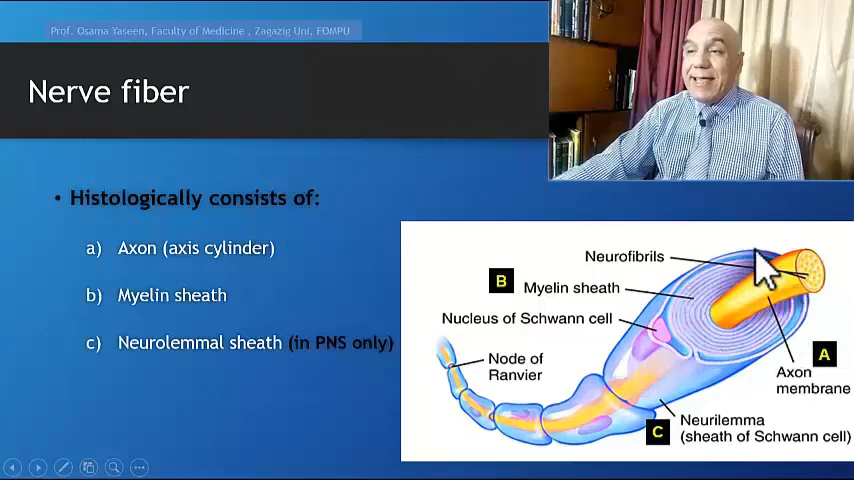 Prof. Osama Yaseen, Faculty of Medicine , Zagazig Uni, FOMPU
Nerve fiber
• Histologically consists of:
a) Axon (axis cylinder)
b) Myelin sheath
c) Neurolemmal sheath (in PNS only)
Neurofibrils
B
Myelin sheath
Nucleus of Schwann cell
Node of
Ranvier
A
Axon
membrane
C
Neurilemma
(sheath of Schwann cell)